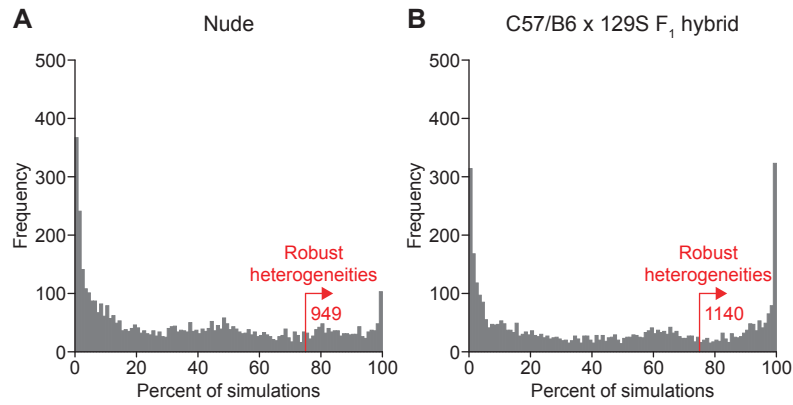 A
Nude
500
400
300
200
100
0
Frequency
Robust
heterogeneities
949
0
20
40
60
80
100
Percent of simulations
B
C57/B6 x 129S F₁ hybrid
500
400
300
200
100
0
Frequency
Robust
heterogeneities
1140
0
20
40
60
80
100
Percent of simulations